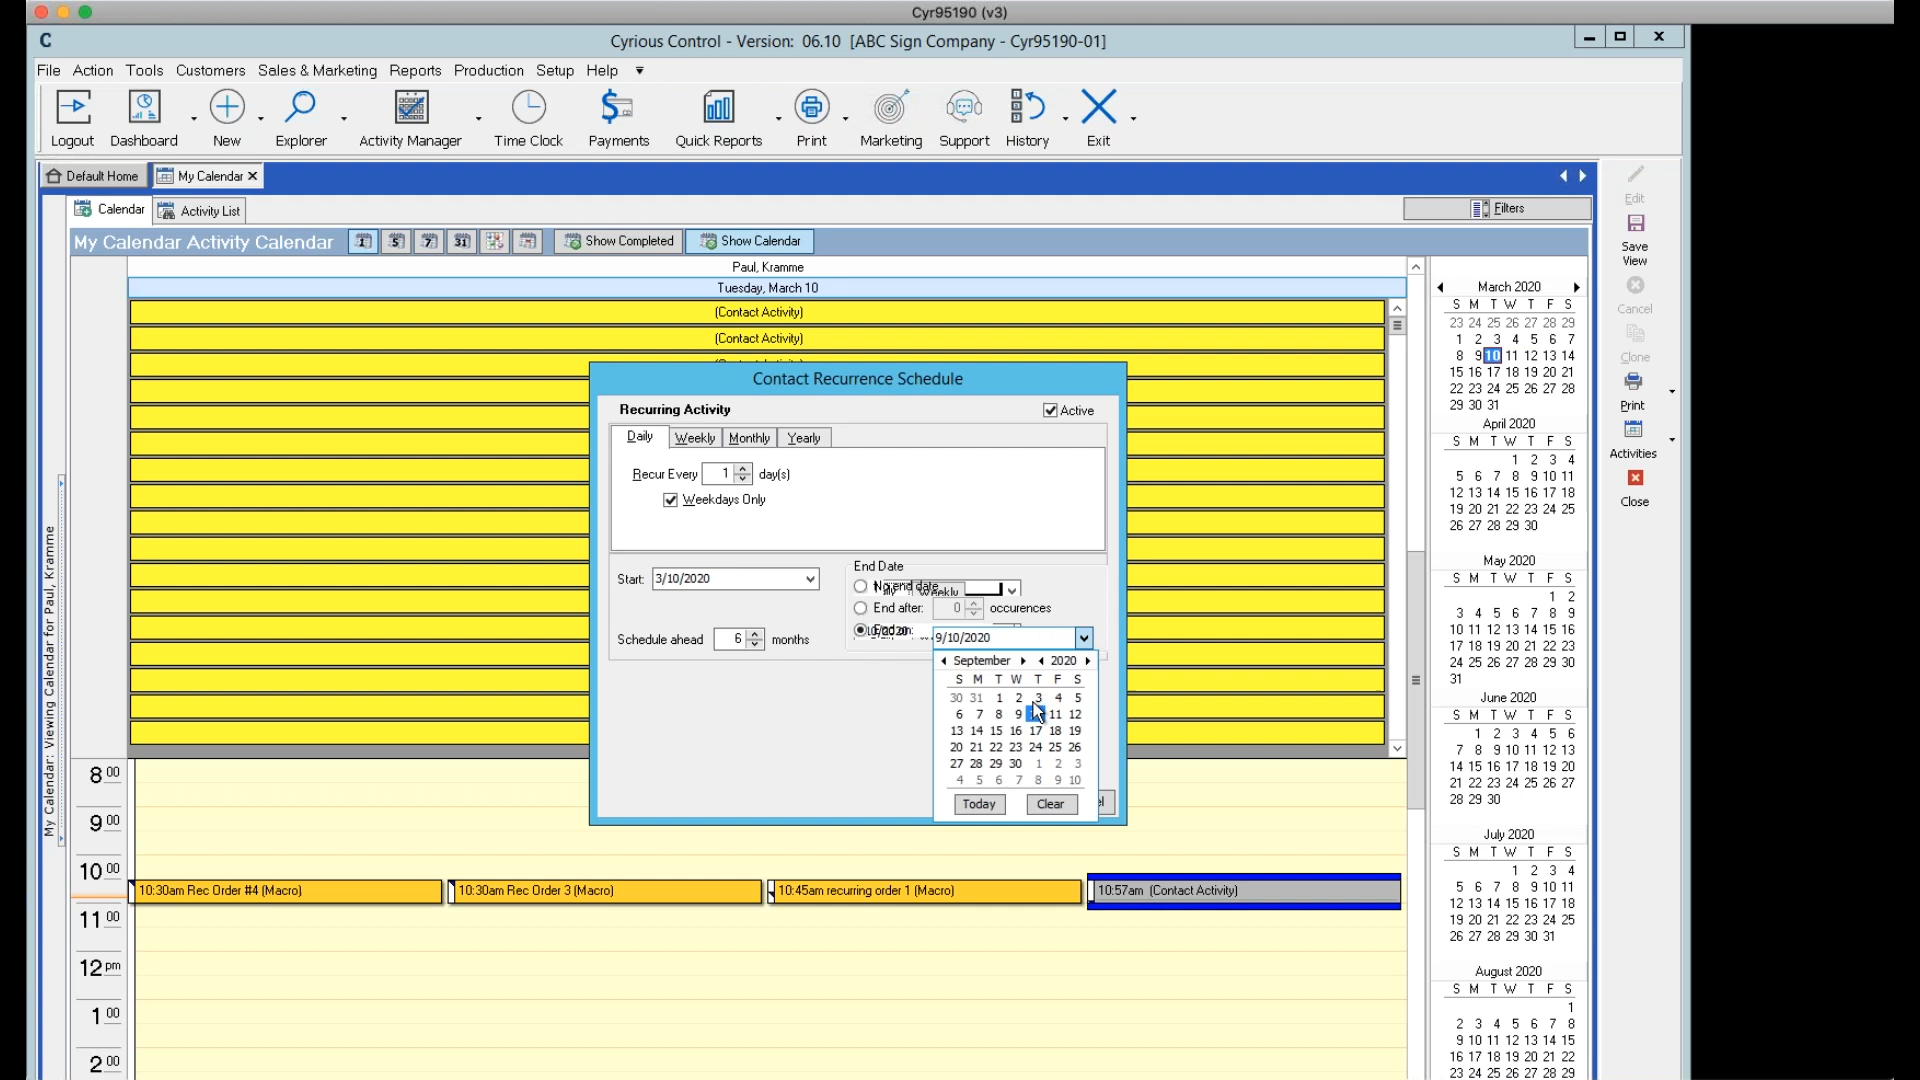 Cyr95190 (v3)
C
Cyrious Control - Version: 06.10 [ABC Sign Company - Cyr95190-01]
File Action Tools Customers Sales & Marketing Reports Production Setup Help
Logout Dashboard New Explorer Activity Manager Time Clock Payments Quick Reports Print Marketing Support History Exit
Default Home My Calendar
Calendar Activity List Filters
My Calendar Activity Calendar 1 5 7 31 Show Completed Show Calendar
Paul, Kramme
Tuesday, March 10
(Contact Activity)
(Contact Activity)
Contact Recurrence Schedule
Recurring Activity Active
Daily Weekly Monthly Yearly
Recur Every 1 day(s)
Weekdays Only
Start: 3/10/2020
Schedule ahead 6 months
End Date
No end date
End after: 0 occurences
End on: 9/10/2020
September 2020
S M T W T F S
30 31 1 2 3 4 5
6 7 8 9 11 12
13 14 15 16 17 18 19
20 21 22 23 24 25 26
27 28 29 30 1 2 3
4 5 6 7 8 9 10
Today Clear
My Calendar: Viewing Calendar for Paul, Kramme
8 00
9 00
10 00
10:30am Rec Order #4 (Macro) 10:30am Rec Order 3 (Macro) 10:45am recurring order 1 (Macro) 10:57am (Contact Activity)
11 00
12 pm
1 00
2 00
March 2020
S M T W T F S
23 24 25 26 27 28 29
1 2 3 4 5 6 7
8 9 10 11 12 13 14
15 16 17 18 19 20 21
22 23 24 25 26 27 28
29 30 31
April 2020
S M T W T F S
1 2 3 4
5 6 7 8 9 10 11
12 13 14 15 16 17 18
19 20 21 22 23 24 25
26 27 28 29 30
May 2020
S M T W T F S
1 2
3 4 5 6 7 8 9
10 11 12 13 14 15 16
17 18 19 20 21 22 23
24 25 26 27 28 29 30
31
June 2020
S M T W T F S
1 2 3 4 5 6
7 8 9 10 11 12 13
14 15 16 17 18 19 20
21 22 23 24 25 26 27
28 29 30
July 2020
S M T W T F S
1 2 3 4
5 6 7 8 9 10 11
12 13 14 15 16 17 18
19 20 21 22 23 24 25
26 27 28 29 30 31
August 2020
S M T W T F S
1
2 3 4 5 6 7 8
9 10 11 12 13 14 15
16 17 18 19 20 21 22
23 24 25 26 27 28 29
Edit
Save
View
Cancel
Clone
Print
Activities
Close